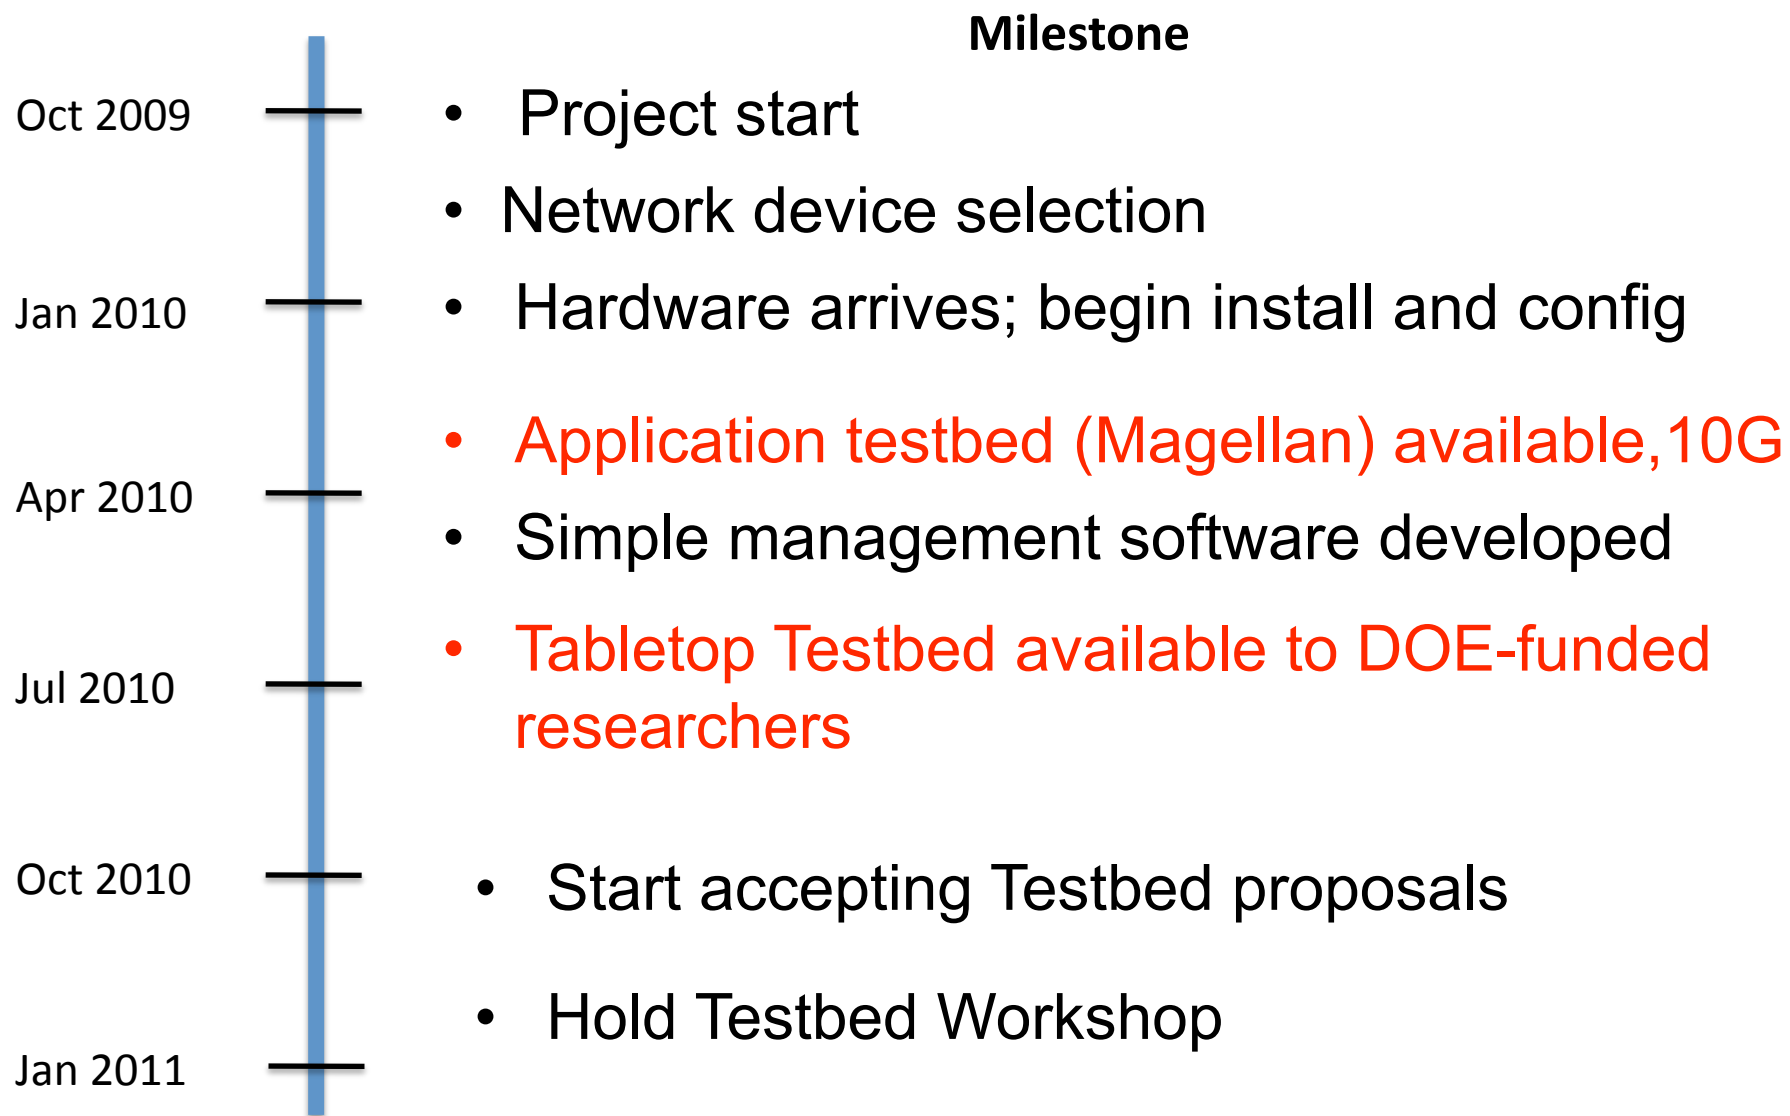 Milestone
Oct 2009
• Project start
• Network device selection
Jan 2010
• Hardware arrives; begin install and config
• Application testbed (Magellan) available,10G
Apr 2010
• Simple management software developed
• Tabletop Testbed available to DOE-funded
researchers
Jul 2010
Oct 2010
• Start accepting Testbed proposals
• Hold Testbed Workshop
Jan 2011